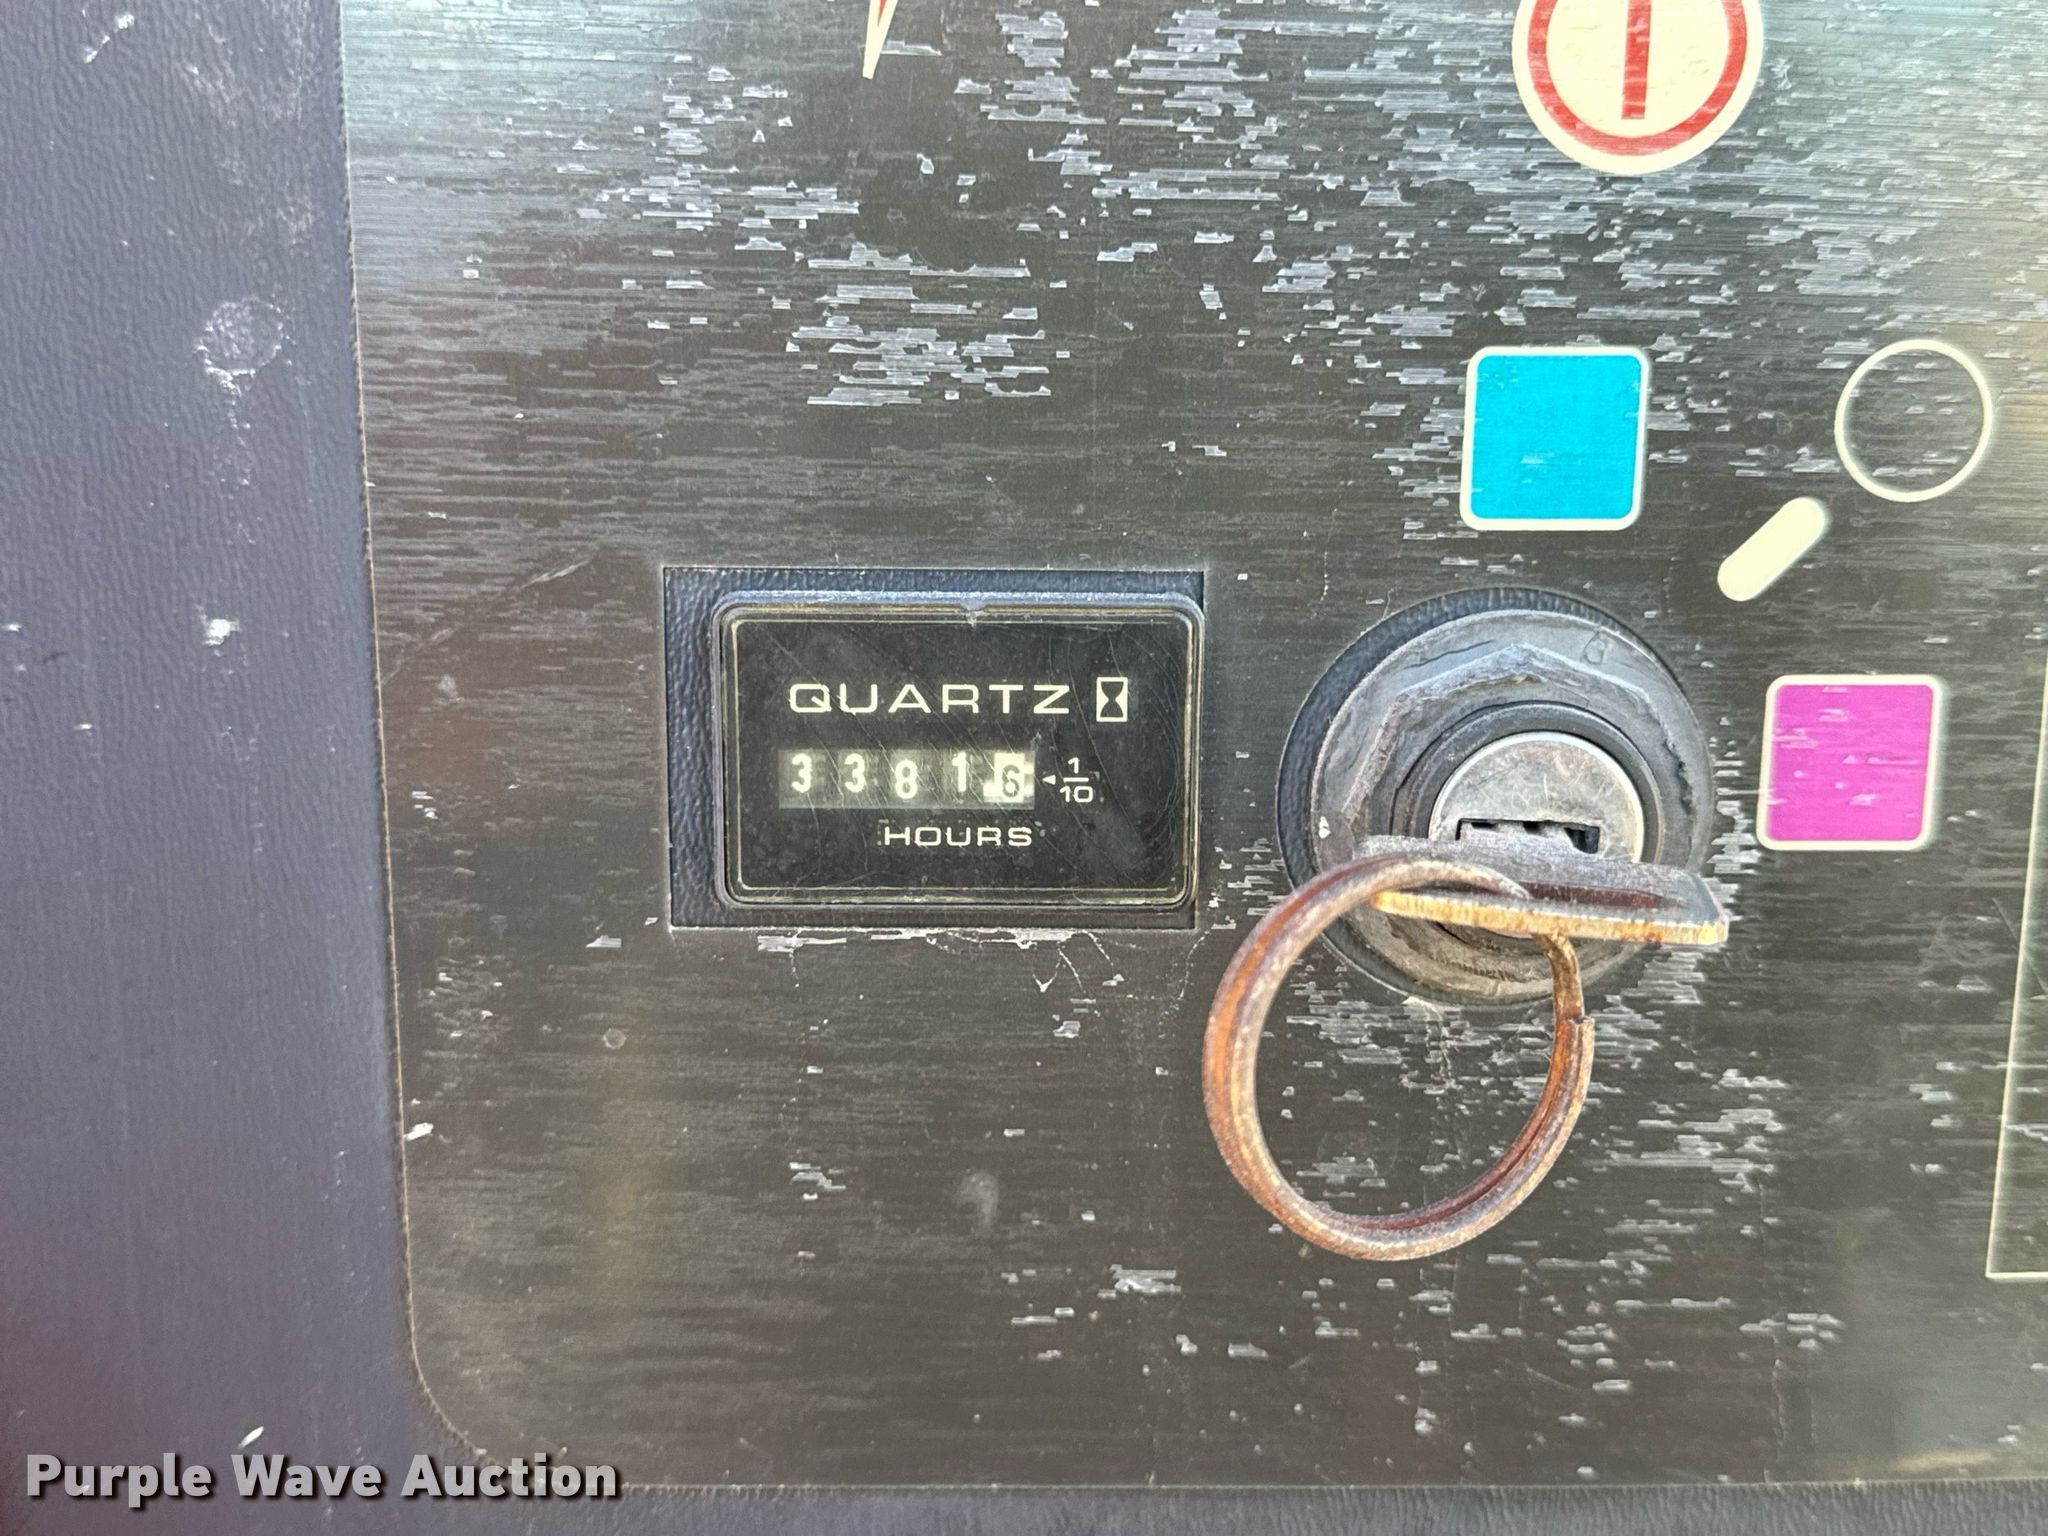 QUARTZ
3 3 8 1 6 1/10
HOURS
Purple Wave Auction